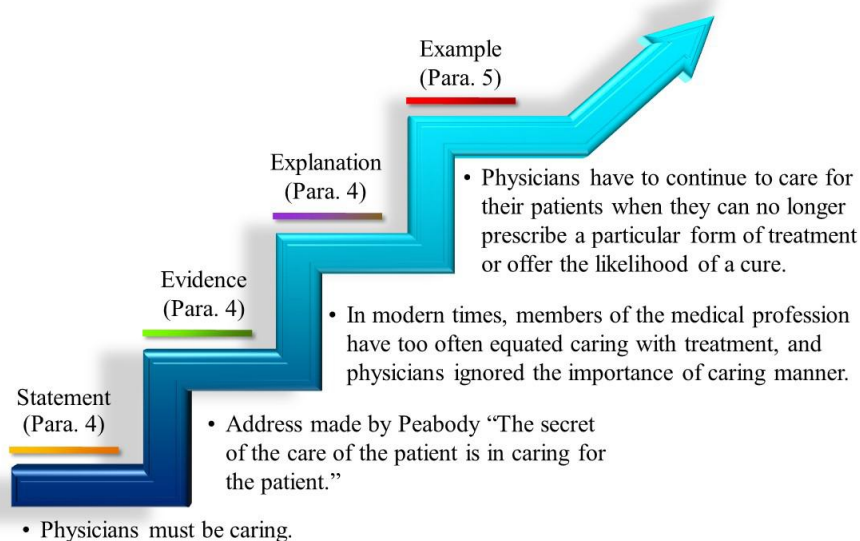 Example
(Para. 5)
Explanation
(Para. 4)
• Physicians have to continue to care for
their patients when they can no longer
prescribe a particular form of treatment
or offer the likelihood of a cure.
Evidence
(Para. 4)
• In modern times, members of the medical profession
have too often equated caring with treatment, and
physicians ignored the importance of caring manner.
Statement
(Para. 4)
• Address made by Peabody “The secret
of the care of the patient is in caring for
the patient.”
• Physicians must be caring.